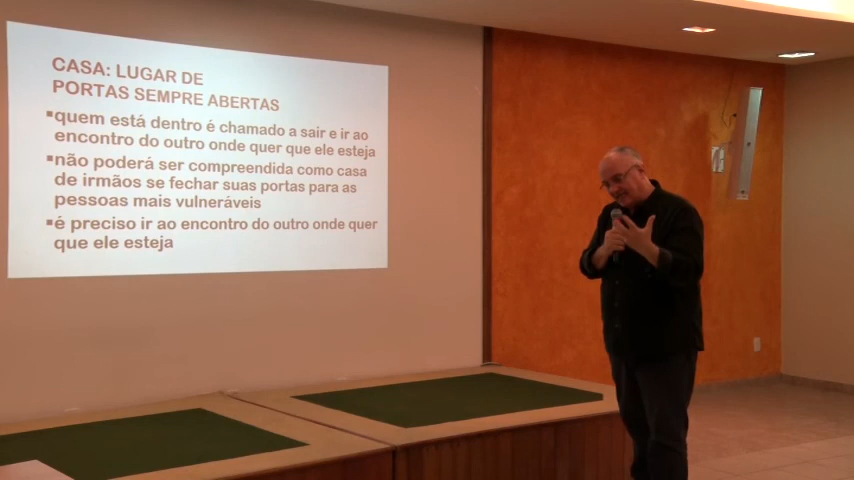 CASA: LUGAR DE
PORTAS SEMPRE ABERTAS
▪quem está dentro é chamado a sair e ir ao
encontro do outro onde quer que ele esteja
▪não poderá ser compreendida como casa
de irmãos se fechar suas portas para as
pessoas mais vulneráveis
▪é preciso ir ao encontro do outro onde quer
que ele esteja